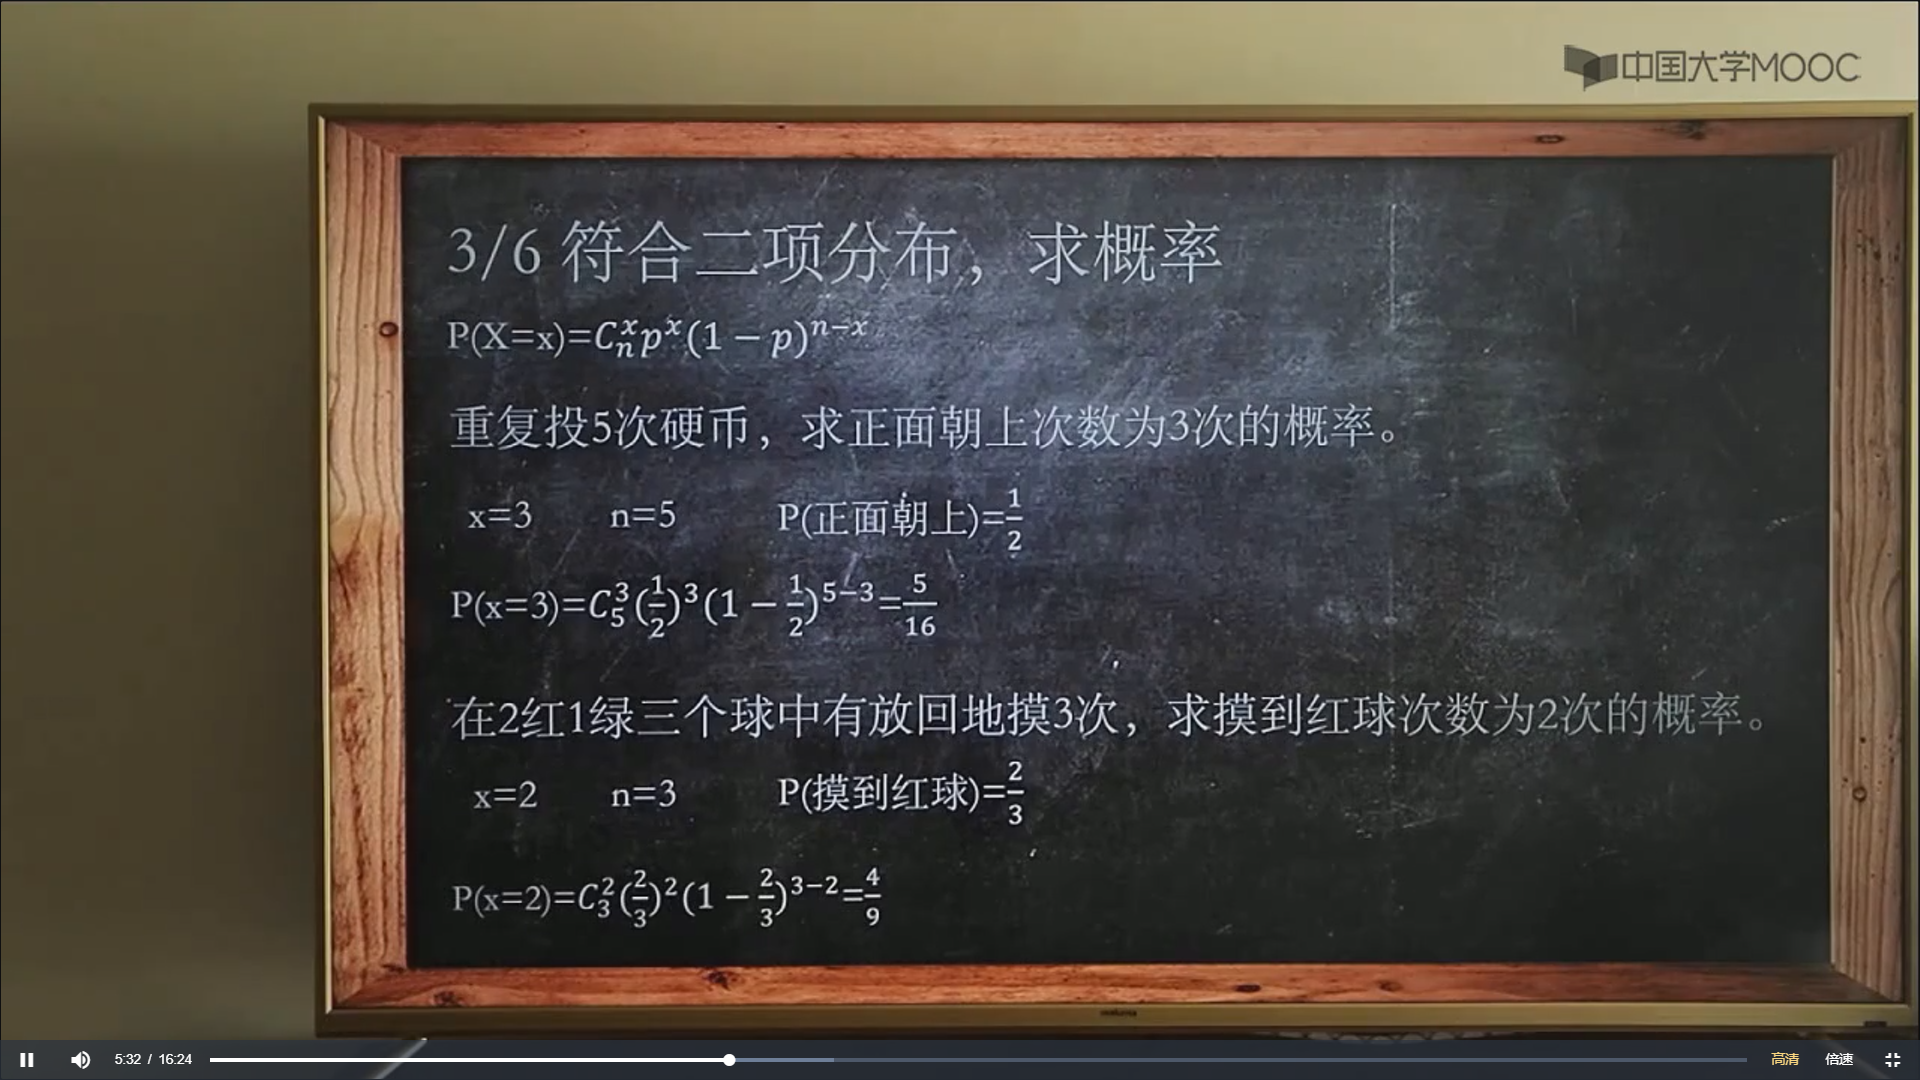 中国大学MOOC
3/6 符合二项分布，求概率
P(X=x)=$C_n^x p^x(1-p)^{n-x}$
重复投5次硬币，求正面朝上次数为3次的概率。
x=3 n=5 P(正面朝上)=$\frac{1}{2}$
P(x=3)=$C_5^3(\frac{1}{2})^3(1-\frac{1}{2})^{5-3}$=$\frac{5}{16}$
在2红1绿三个球中有放回地摸3次，求摸到红球次数为2次的概率。
x=2 n=3 P(摸到红球)=$\frac{2}{3}$
P(x=2)=$C_3^2(\frac{2}{3})^2(1-\frac{2}{3})^{3-2}$=$\frac{4}{9}$
5:32 / 16:24 高清 倍速